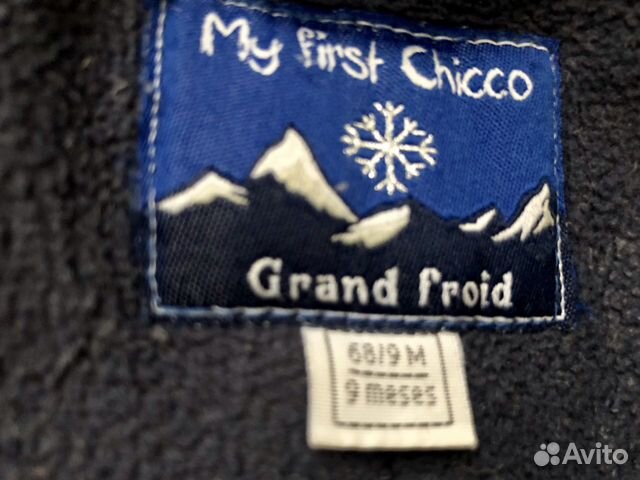 My first Chicco
Grand froid
68/9 M
9 meses
Avito